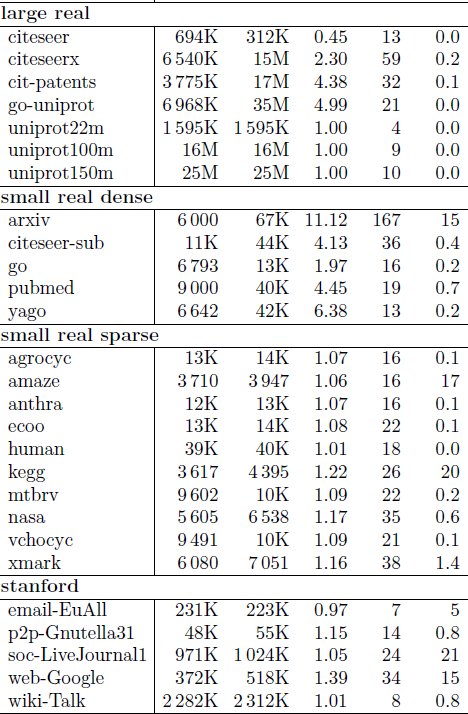 large real
citeseer 694K 312K 0.45 13 0.0
citeseerx 6 540K 15M 2.30 59 0.2
cit-patents 3 775K 17M 4.38 32 0.1
go-uniprot 6 968K 35M 4.99 21 0.0
uniprot22m 1 595K 1 595K 1.00 4 0.0
uniprot100m 16M 16M 1.00 9 0.0
uniprot150m 25M 25M 1.00 10 0.0
small real dense
arxiv 6 000 67K 11.12 167 15
citeseer-sub 11K 44K 4.13 36 0.4
go 6 793 13K 1.97 16 0.2
pubmed 9 000 40K 4.45 19 0.7
yago 6 642 42K 6.38 13 0.2
small real sparse
agrocyc 13K 14K 1.07 16 0.1
amaze 3 710 3 947 1.06 16 17
anthra 12K 13K 1.07 16 0.1
ecoo 13K 14K 1.08 22 0.1
human 39K 40K 1.01 18 0.0
kegg 3 617 4 395 1.22 26 20
mtbrv 9 602 10K 1.09 22 0.2
nasa 5 605 6 538 1.17 35 0.6
vchocyc 9 491 10K 1.09 21 0.1
xmark 6 080 7 051 1.16 38 1.4
stanford
email-EuAll 231K 223K 0.97 7 5
p2p-Gnutella31 48K 55K 1.15 14 0.8
soc-LiveJournal1 971K 1 024K 1.05 24 21
web-Google 372K 518K 1.39 34 15
wiki-Talk 2 282K 2 312K 1.01 8 0.8